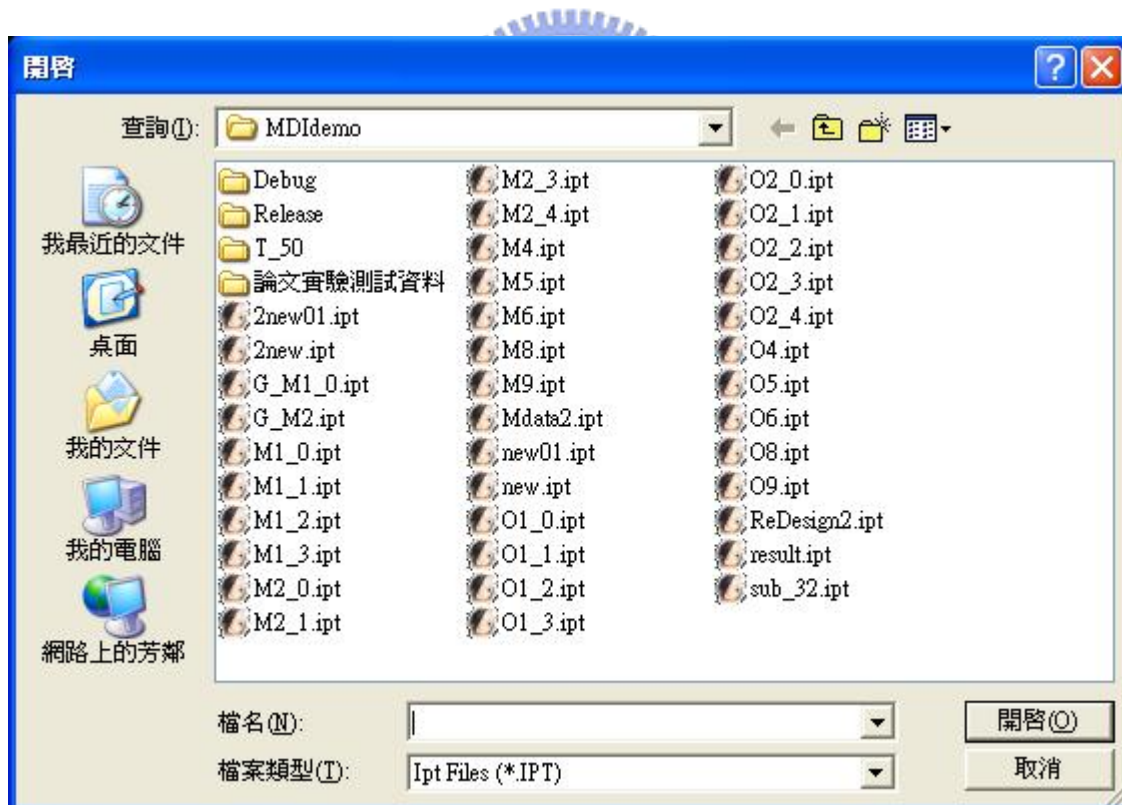 開啓
查詢(I):
MDIdemo
我最近的文件
桌面
我的文件
我的電腦
網路上的芳鄰
Debug
Release
T_50
論文實驗測試資料
2new01.ipt
2new.ipt
G_M1_0.ipt
G_M2.ipt
M1_0.ipt
M1_1.ipt
M1_2.ipt
M1_3.ipt
M2_0.ipt
M2_1.ipt
M2_3.ipt
M2_4.ipt
M4.ipt
M5.ipt
M6.ipt
M8.ipt
M9.ipt
Mdata2.ipt
new01.ipt
new.ipt
O1_0.ipt
O1_1.ipt
O1_2.ipt
O1_3.ipt
O2_0.ipt
O2_1.ipt
O2_2.ipt
O2_3.ipt
O2_4.ipt
O4.ipt
O5.ipt
O6.ipt
O8.ipt
O9.ipt
ReDesign2.ipt
result.ipt
sub_32.ipt
檔名(N):
開啓(O)
檔案類型(T):
Ipt Files (*.IPT)
取消